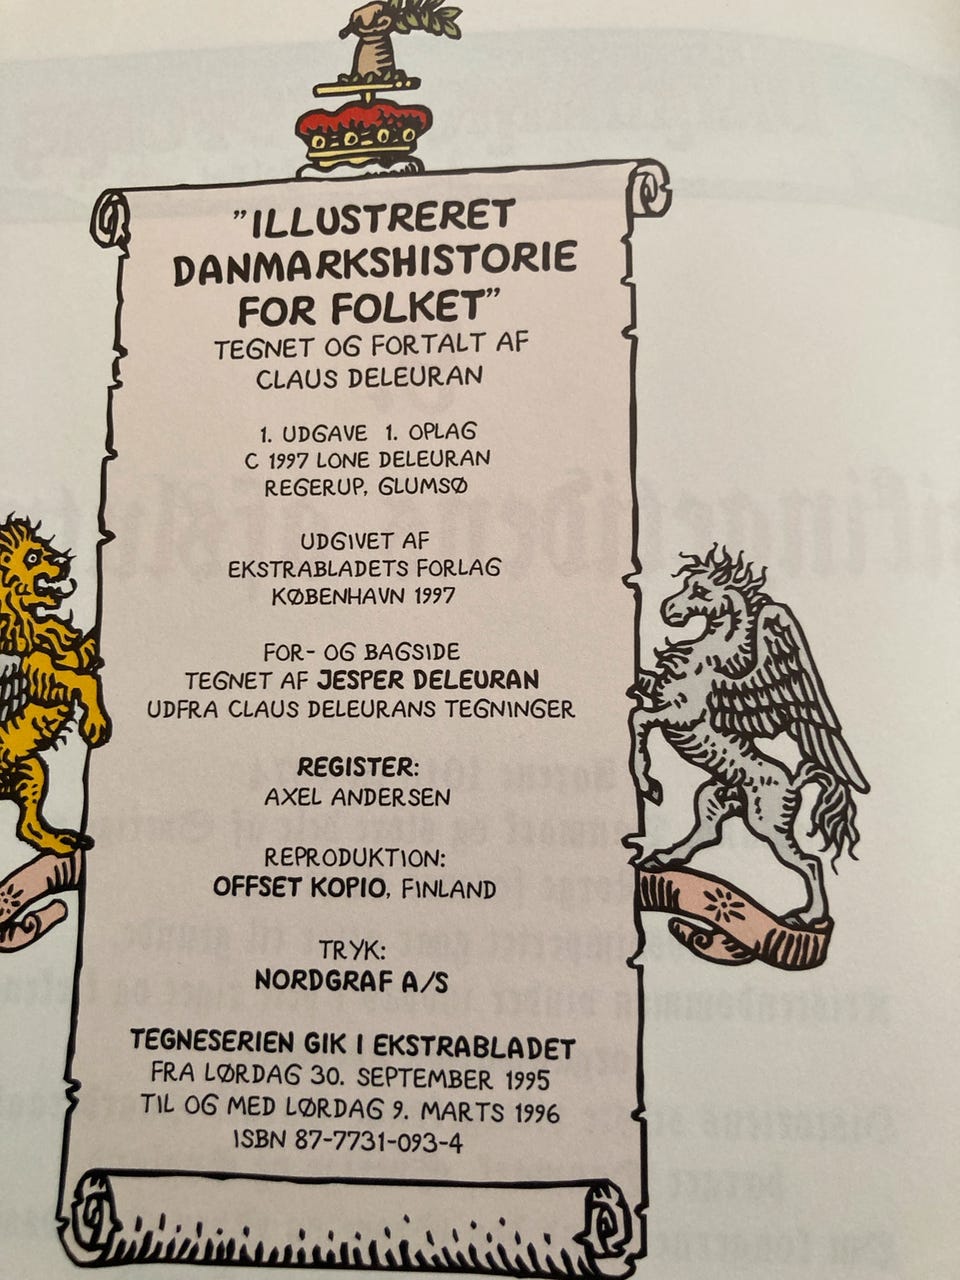 "ILLUSTRERET
DANMARKSHISTORIE
FOR FOLKET"
TEGNET OG FORTALT AF
CLAUS DELEURAN
1. UDGAVE 1. OPLAG
C 1997 LONE DELEURAN
REGERUP, GLUMSØ
UDGIVET AF
EKSTRABLADETS FORLAG
KØBENHAVN 1997
FOR- OG BAGSIDE
TEGNET AF JESPER DELEURAN
UDFRA CLAUS DELEURANS TEGNINGER
REGISTER:
AXEL ANDERSEN
REPRODUKTION:
OFFSET KOPIO, FINLAND
TRYK:
NORDGRAF A/S
TEGNESERIEN GIK I EKSTRABLADET
FRA LØRDAG 30. SEPTEMBER 1995
TIL OG MED LØRDAG 9. MARTS 1996
ISBN 87-7731-093-4